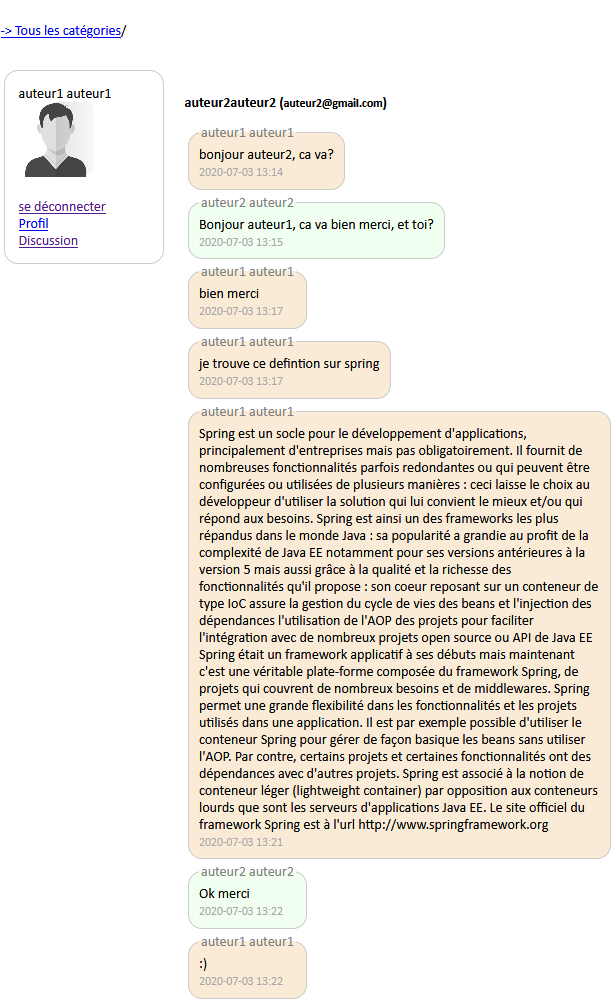 -> Tous les catégories/
auteur1 auteur1
se déconnecter
Profil
Discussion
auteur2auteur2 (auteur2@gmail.com)
auteur1 auteur1
bonjour auteur2, ca va?
2020-07-03 13:14
auteur2 auteur2
Bonjour auteur1, ca va bien merci, et toi?
2020-07-03 13:15
auteur1 auteur1
bien merci
2020-07-03 13:17
auteur1 auteur1
je trouve ce defintion sur spring
2020-07-03 13:17
auteur1 auteur1
Spring est un socle pour le développement d'applications,
principalement d'entreprises mais pas obligatoirement. Il fournit de
nombreuses fonctionnalités parfois redondantes ou qui peuvent être
configurées ou utilisées de plusieurs manières : ceci laisse le choix au
développeur d'utiliser la solution qui lui convient le mieux et/ou qui
répond aux besoins. Spring est ainsi un des frameworks les plus
répandus dans le monde Java : sa popularité a grandie au profit de la
complexité de Java EE notamment pour ses versions antérieures à la
version 5 mais aussi grâce à la qualité et la richesse des
fonctionnalités qu'il propose : son coeur reposant sur un conteneur de
type IoC assure la gestion du cycle de vies des beans et l'injection des
dépendances l'utilisation de l'AOP des projets pour faciliter
l'intégration avec de nombreux projets open source ou API de Java EE
Spring était un framework applicatif à ses débuts mais maintenant
c'est une véritable plate-forme composée du framework Spring, de
projets qui couvrent de nombreux besoins et de middlewares. Spring
permet une grande flexibilité dans les fonctionnalités et les projets
utilisés dans une application. Il est par exemple possible d'utiliser le
conteneur Spring pour gérer de façon basique les beans sans utiliser
l'AOP. Par contre, certains projets et certaines fonctionnalités ont des
dépendances avec d'autres projets. Spring est associé à la notion de
conteneur léger (lightweight container) par opposition aux conteneurs
lourds que sont les serveurs d'applications Java EE. Le site officiel du
framework Spring est à l'url http://www.springframework.org
2020-07-03 13:21
auteur2 auteur2
Ok merci
2020-07-03 13:22
auteur1 auteur1
:)
2020-07-03 13:22